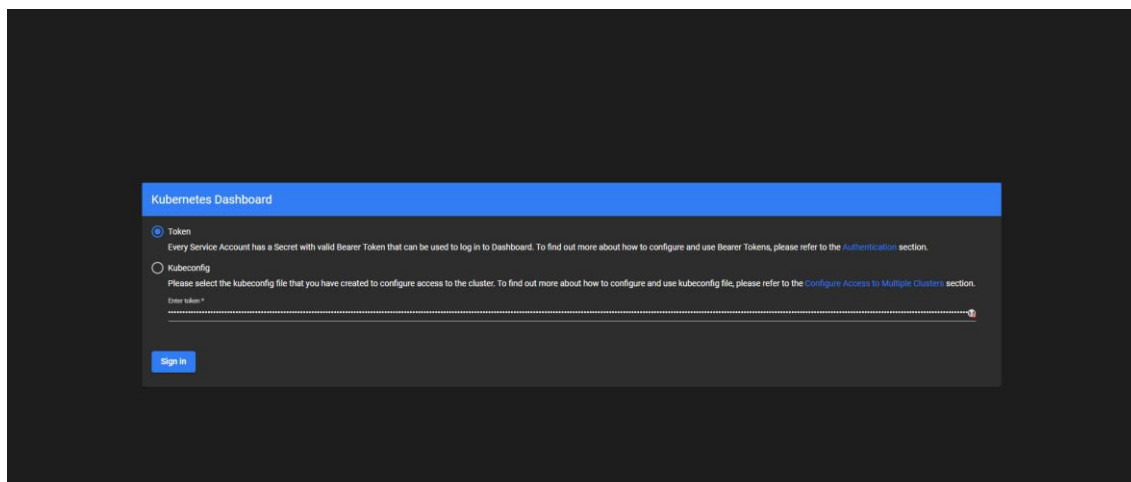 Kubernetes Dashboard
Token
Every Service Account has a Secret with valid Bearer Token that can be used to log in to Dashboard. To find out more about how to configure and use Bearer Tokens, please refer to the Authentication section.
Kubeconfig
Please select the kubeconfig file that you have created to configure access to the cluster. To find out more about how to configure and use kubeconfig file, please refer to the Configure Access to Multiple Clusters section.
Enter token *
Sign in